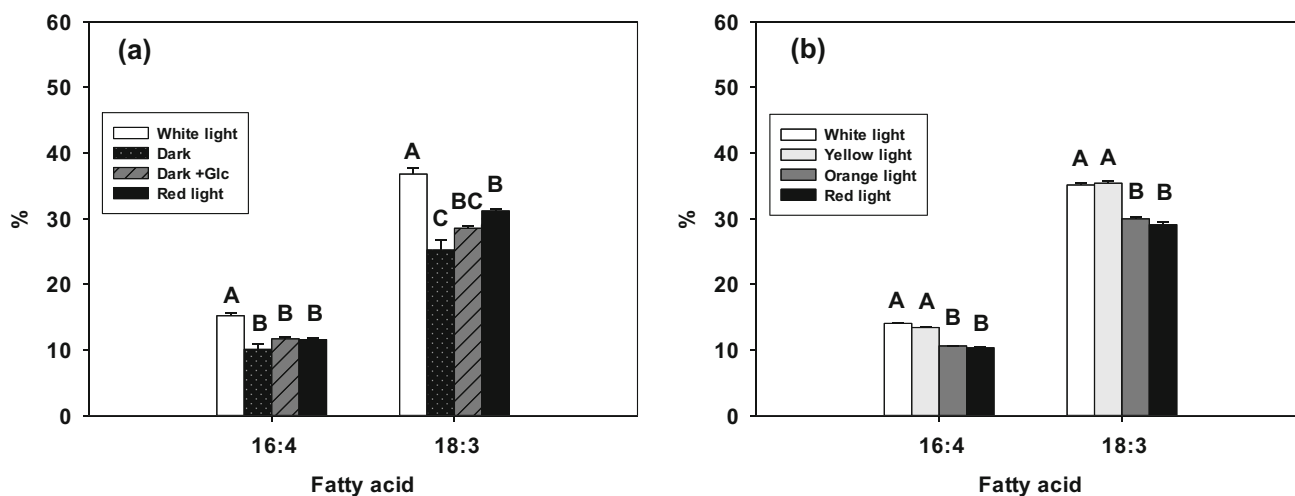 (a)
60
50
40
30
20
10
0
%
White light
Dark
Dark +Glc
Red light
A
B
B
B
A
C
BC
B
16:4
18:3
Fatty acid
(b)
60
50
40
30
20
10
0
%
White light
Yellow light
Orange light
Red light
A
A
B
B
A
A
B
B
16:4
18:3
Fatty acid